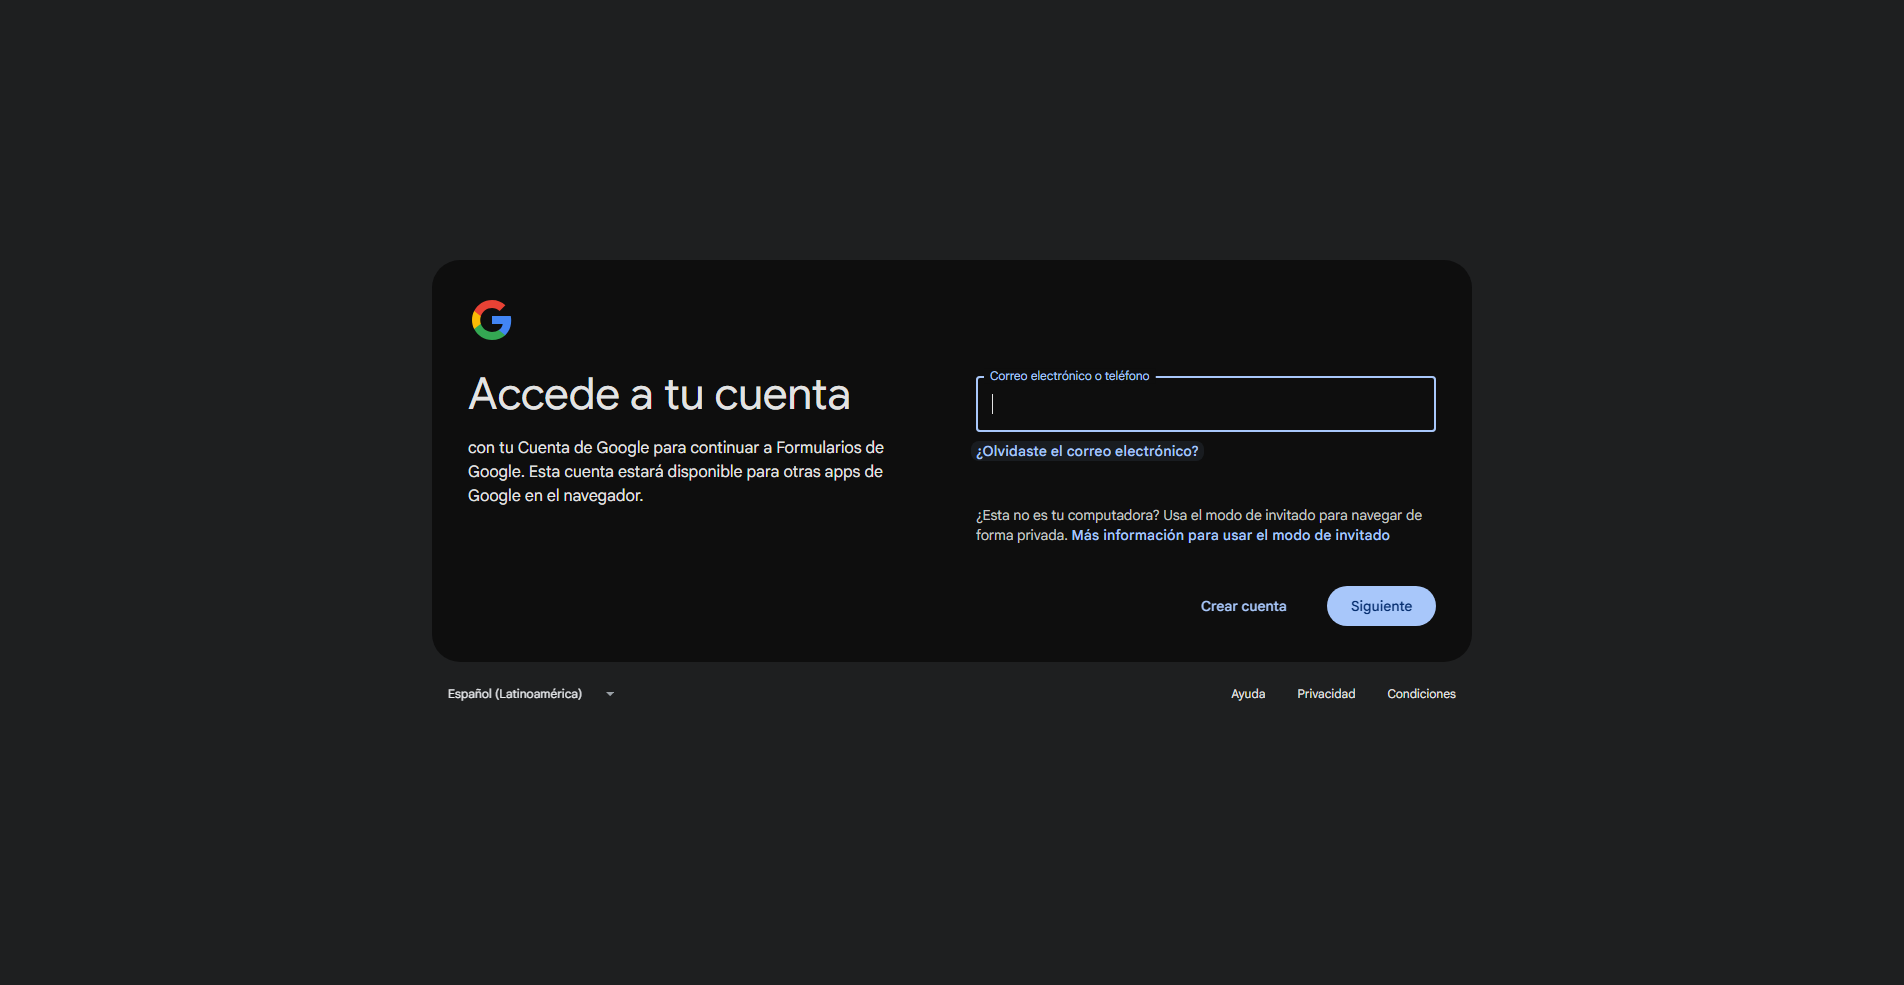 Accede a tu cuenta
con tu Cuenta de Google para continuar a Formularios de
Google. Esta cuenta estará disponible para otras apps de
Google en el navegador.
Correo electrónico o teléfono
¿Olvidaste el correo electrónico?
¿Esta no es tu computadora? Usa el modo de invitado para navegar de
forma privada. Más información para usar el modo de invitado
Crear cuenta
Siguiente
Español (Latinoamérica)
Ayuda
Privacidad
Condiciones